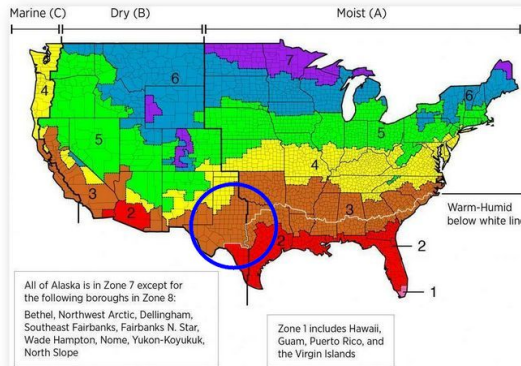 Marine (C) Dry (B) Moist (A)
7
6
6
4
5
5
4
3
3
2
2
2
1
Warm-Humid
below white line
All of Alaska is in Zone 7 except for
the following boroughs in Zone 8:
Bethel, Northwest Arctic, Dellingham,
Southeast Fairbanks, Fairbanks N. Star,
Wade Hampton, Nome, Yukon-Koyukuk,
North Slope
Zone 1 includes Hawaii,
Guam, Puerto Rico, and
the Virgin Islands